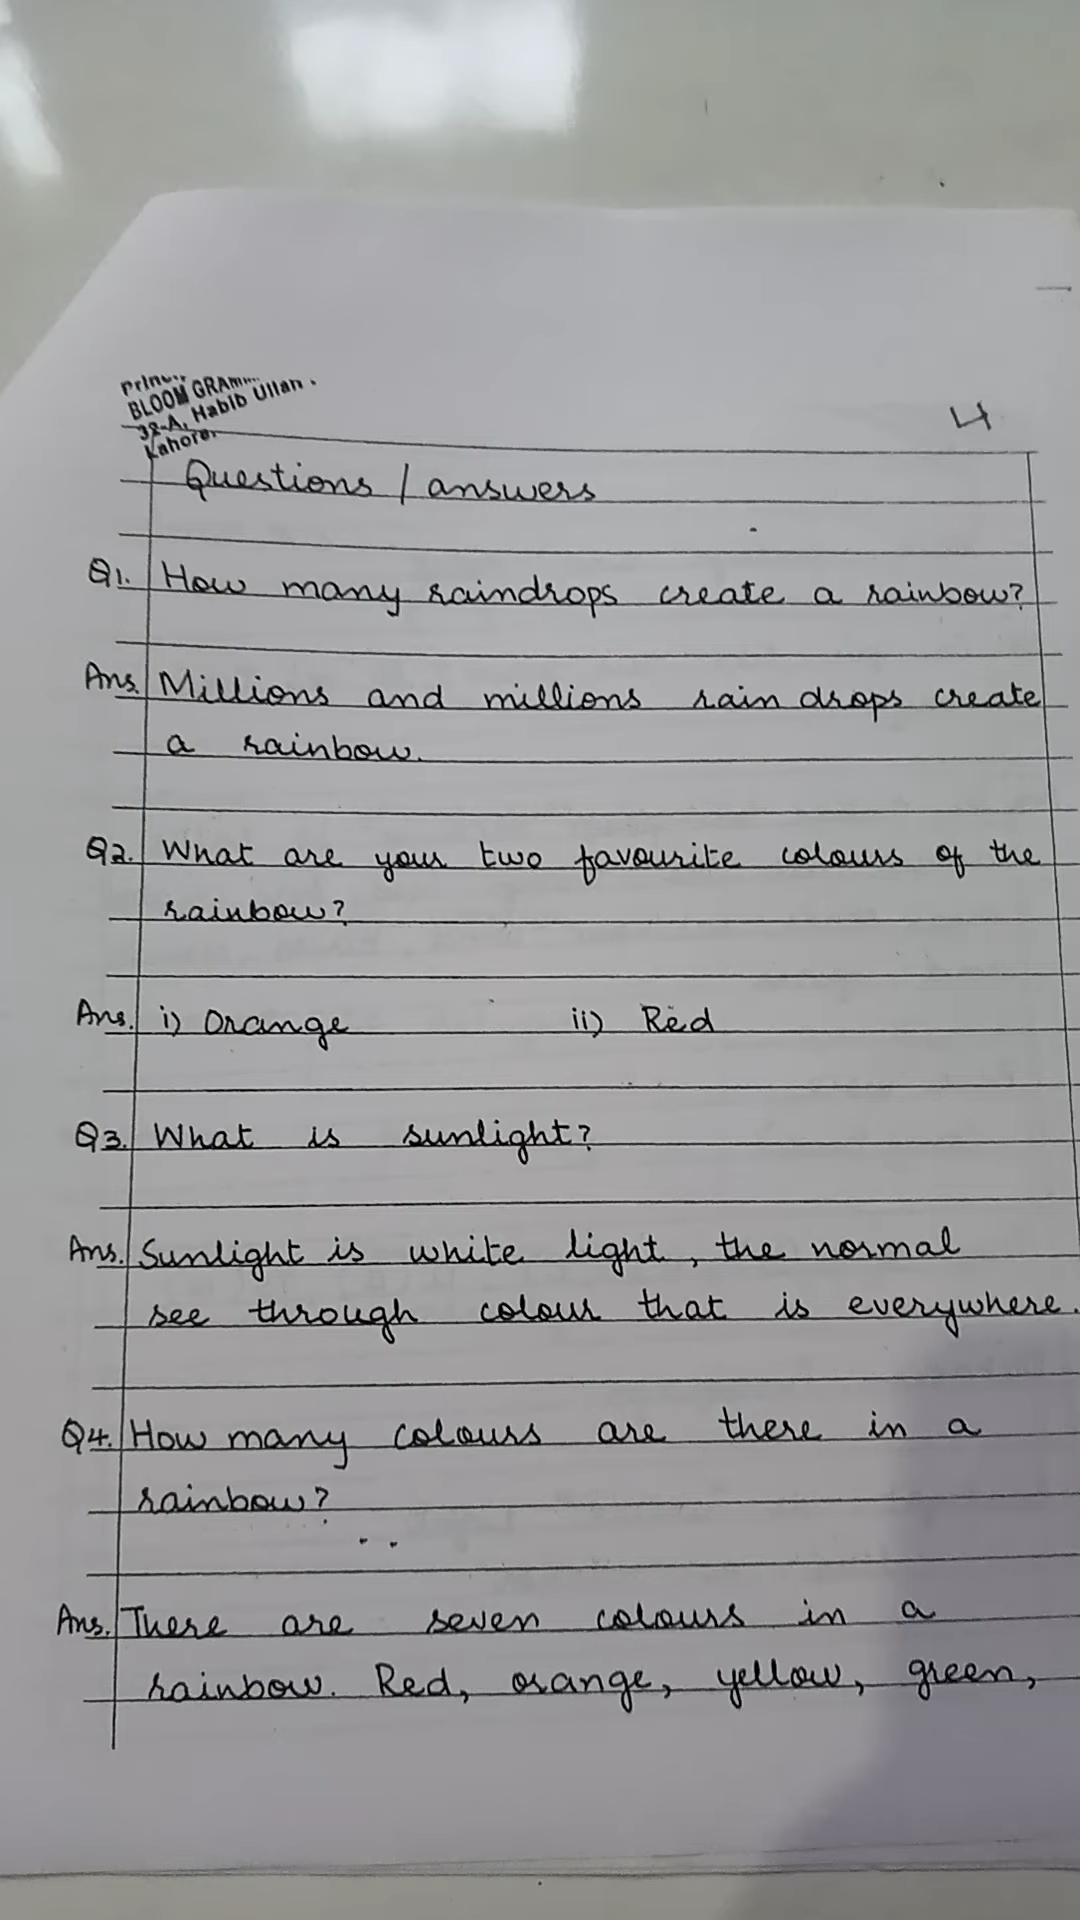 BLOOM
38-A, Habib Ullah
Lahore.
4
Questions / answers
Q1. How many raindrops create a rainbow?
Ans. Millions and millions rain drops create
a rainbow.
Q2. What are your two favourite colours of the
rainbow?
Ans. i) Orange ii) Red
Q3. What is sunlight?
Ans. Sunlight is white light, the normal
see through colour that is everywhere.
Q4. How many colours are there in a
rainbow?
Ans. There are seven colours in a
rainbow. Red, orange, yellow, green,